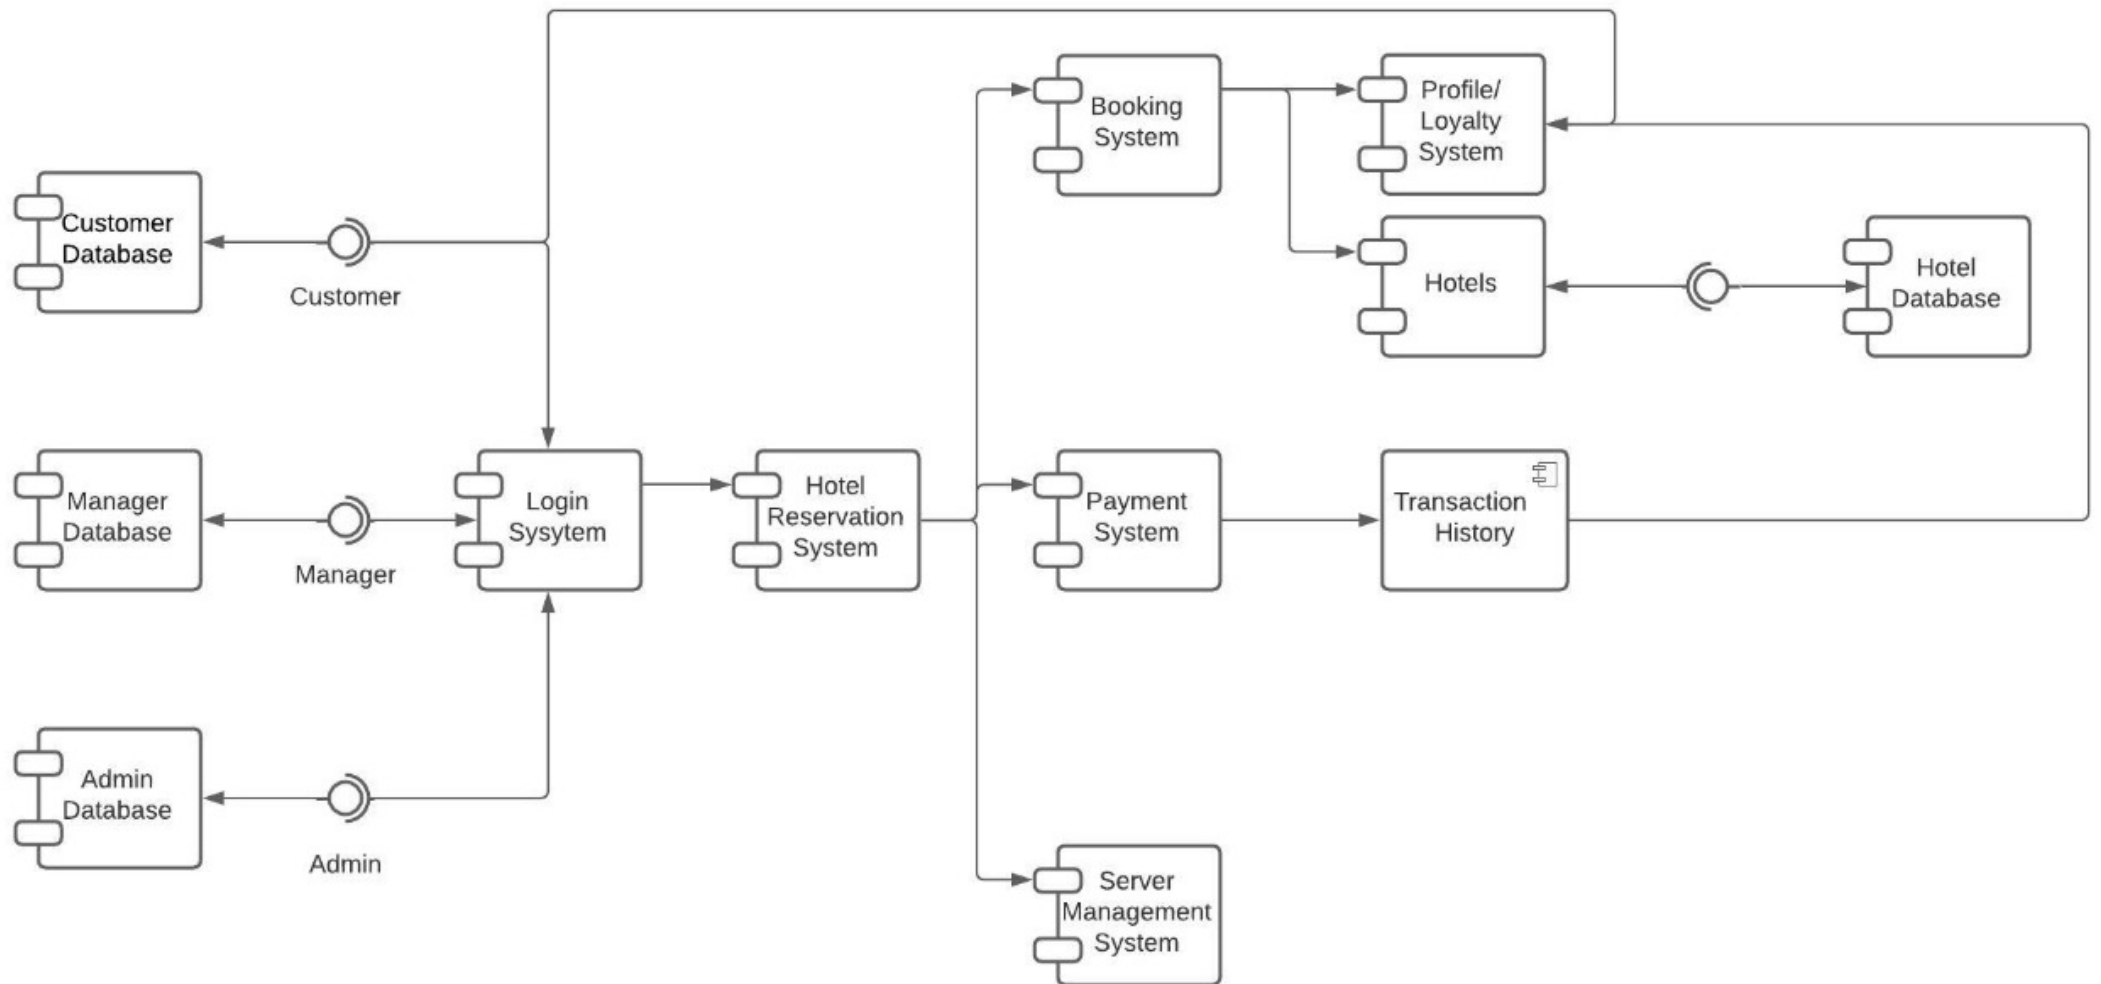 Booking
System
Profile/
Loyalty
System
Customer
Database
Customer
Hotels
Hotel
Database
Manager
Database
Manager
Login
Sysytem
Hotel
Reservation
System
Payment
System
Transaction
History
Admin
Database
Admin
Server
Management
System